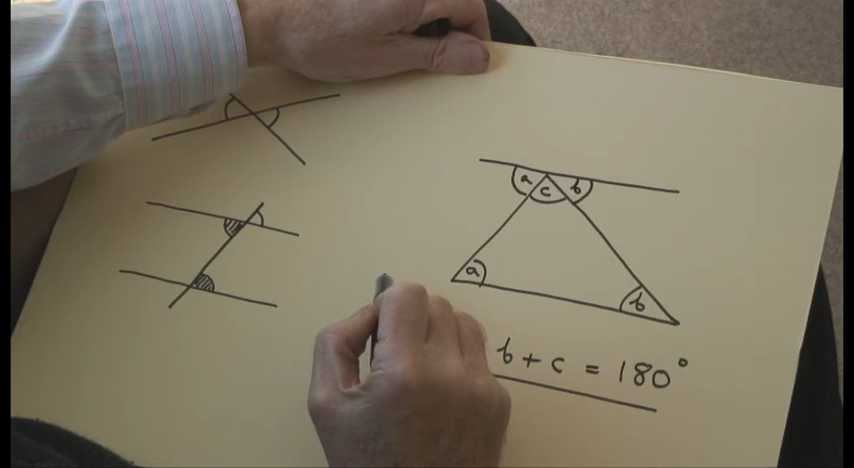 a c b
a
b
b + c = 180°